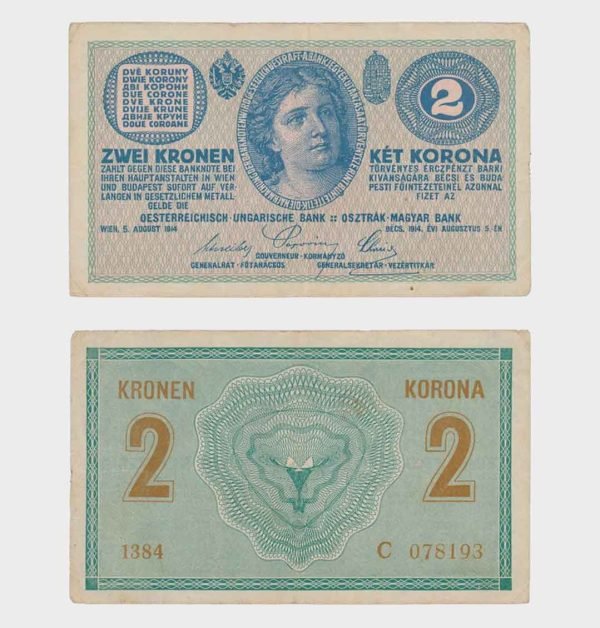 DVĚ KORUNY
DWIE KORONY
ДВІ КОРОНИ
DUE CORONE
DVE KRONE
DVIJE KRUNE
ДВИЈЕ КРУНЕ
DOUE COROANE
2
ZWEI KRONEN
ZAHLT GEGEN DIESE BANKNOTE BEI
IHREN HAUPTANSTALTEN IN WIEN
UND BUDAPEST SOFORT AUF VER-
LANGEN IN GESETZLICHEM METALL-
GELDE DIE
KÉT KORONA
TÖRVÉNYES ÉRCZPÉNZT BÁRKI
KIVÁNSÁGÁRA BÉCSI ÉS BUDA-
PESTI FŐINTÉZETEINÉL AZONNAL
FIZET AZ
OESTERREICHISCH-UNGARISCHE BANK :: OSZTRÁK-MAGYAR BANK
WIEN, 5. AUGUST 1914
BÉCS, 1914. ÉVI AUGUSZTUS 5-ÉN
GOUVERNEUR-KORMÁNYZÓ
GENERALRAT-FŐTANÁCSOS
GENERALSEKRETÄR-VEZÉRTITKÁR
KRONEN
KORONA
2
2
1384
C 078193